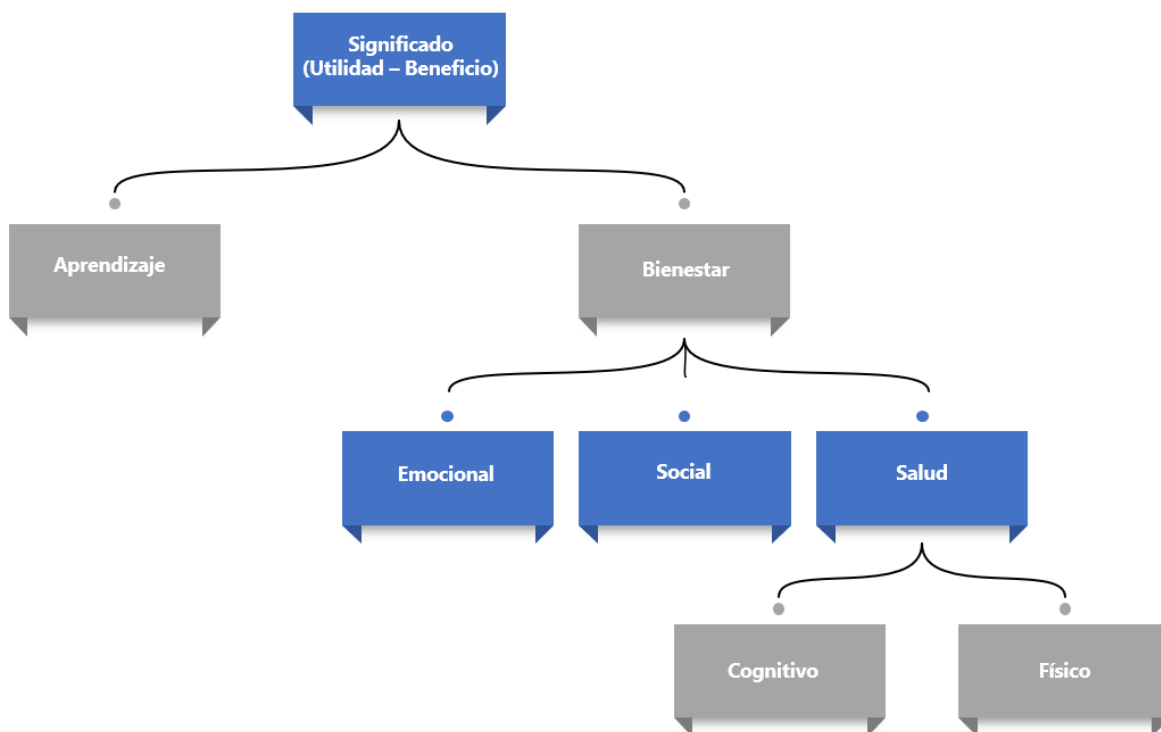 Significado
(Utilidad – Beneficio)
Aprendizaje
Bienestar
Emocional
Social
Salud
Cognitivo
Físico